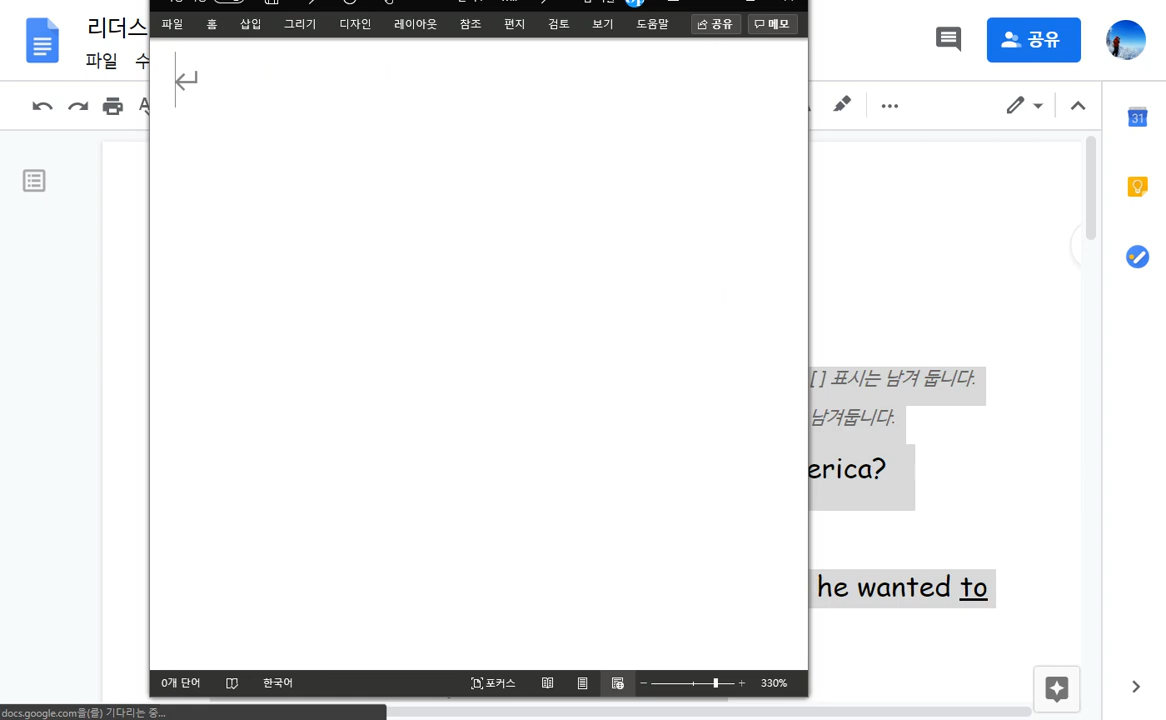 리더스
파일 수
파일 홈 삽입 그리기 디자인 레이아웃 참조 편지 검토 보기 도움말 공유 메모
공유
31
[ ] 표시는 남겨 둡니다.
남겨둡니다.
erica?
he wanted to
0개 단어 한국어 포커스 330%
docs.google.com을(를) 기다리는 중...